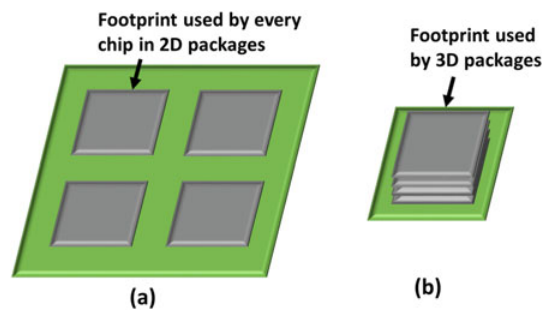 Footprint used by every
chip in 2D packages
Footprint used
by 3D packages
(a)
(b)